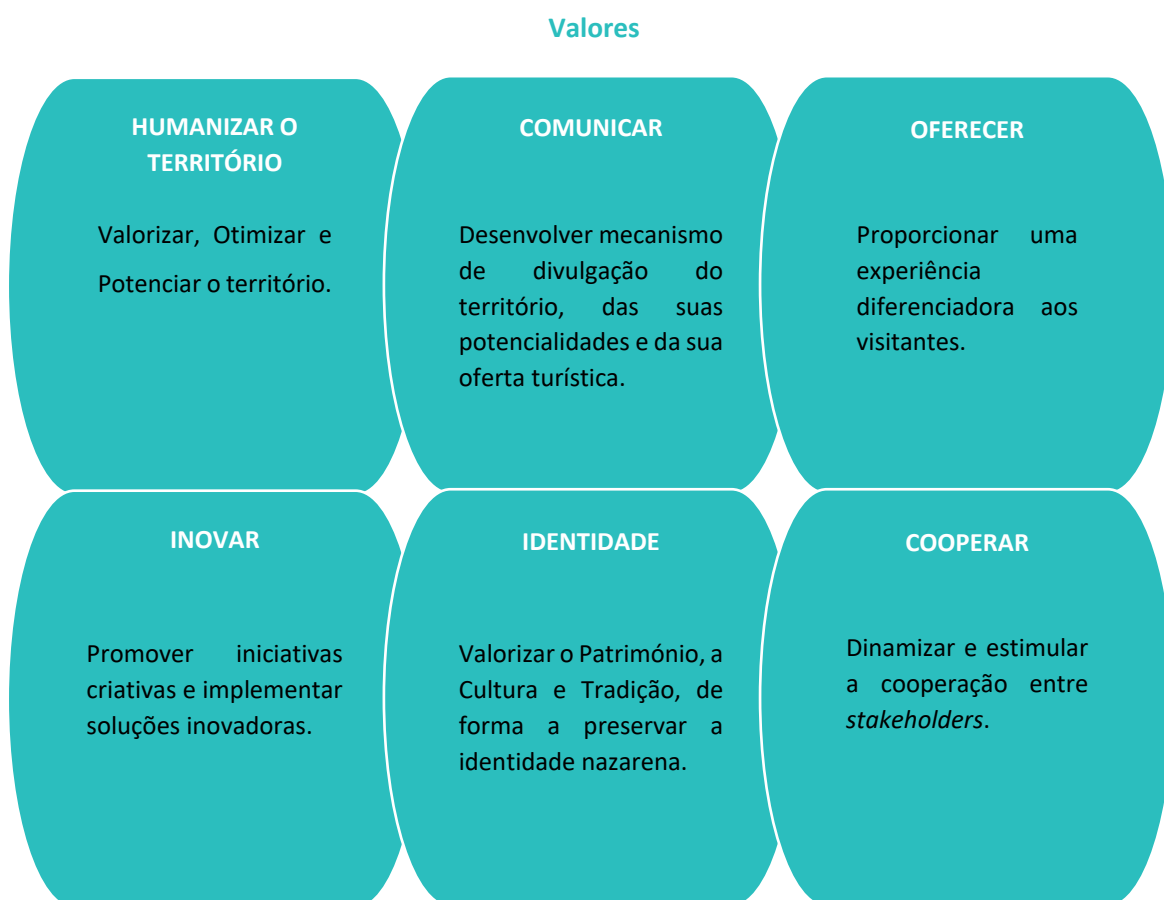 Valores
HUMANIZAR O
TERRITÓRIO
Valorizar, Otimizar e
Potenciar o território.
COMUNICAR
Desenvolver mecanismo
de divulgação do
território, das suas
potencialidades e da sua
oferta turística.
OFERECER
Proporcionar uma
experiência
diferenciadora aos
visitantes.
INOVAR
Promover iniciativas
criativas e implementar
soluções inovadoras.
IDENTIDADE
Valorizar o Património, a
Cultura e Tradição, de
forma a preservar a
identidade nazarena.
COOPERAR
Dinamizar e estimular
a cooperação entre
stakeholders.